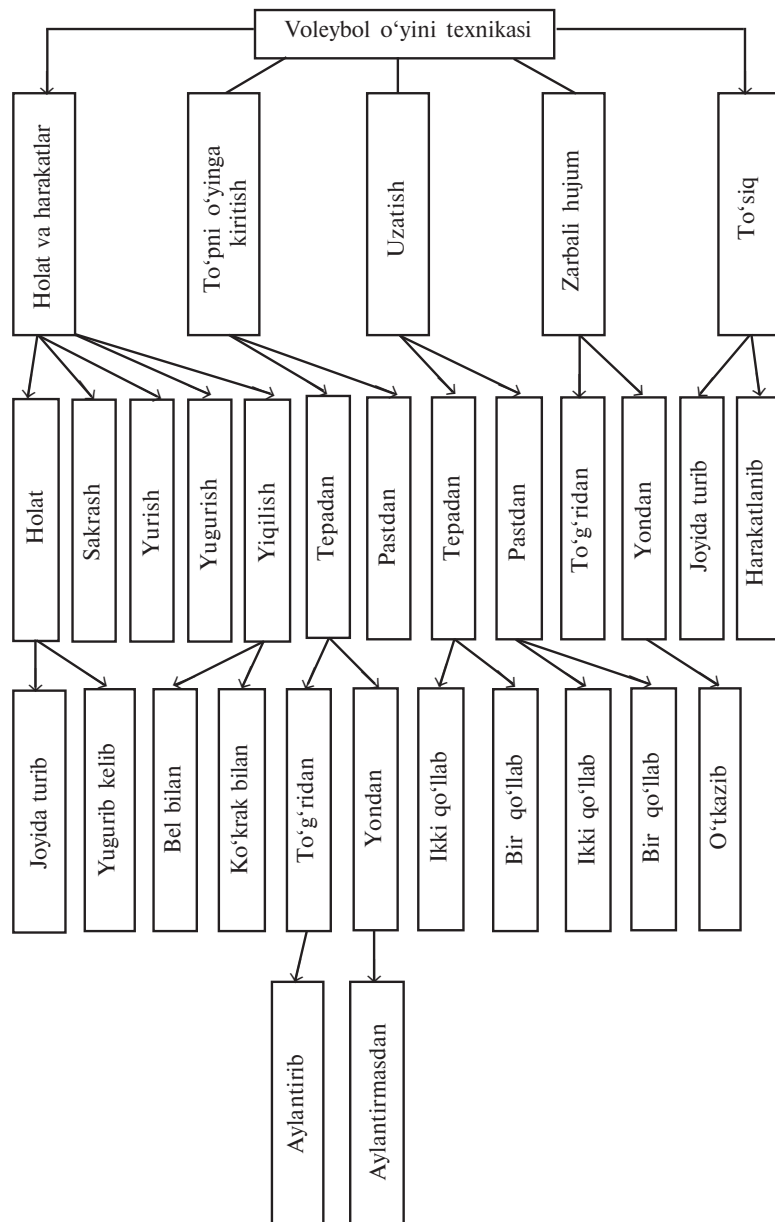 Voleybol o‘yini texnikasi
Holat va harakatlar
To‘pni o‘yinga
kiritish
Uzatish
Zarbali hujum
To‘siq
Holat
Sakrash
Yurish
Yugurish
Yiqilish
Tepadan
Pastdan
Tepadan
Pastdan
To‘g‘ridan
Yondan
Joyida turib
Harakatlanib
Joyida turib
Yugurib kelib
Bel bilan
Ko‘krak bilan
To‘g‘ridan
Yondan
Ikki qo‘llab
Bir qo‘llab
Ikki qo‘llab
Bir qo‘llab
O‘tkazib
Aylantirib
Aylantirmasdan